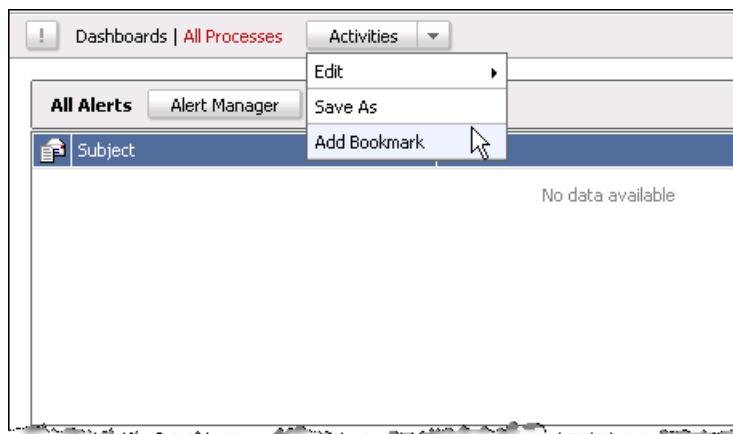 ! Dashboards | All Processes Activities
Edit
All Alerts Alert Manager Save As
Add Bookmark
Subject
No data available